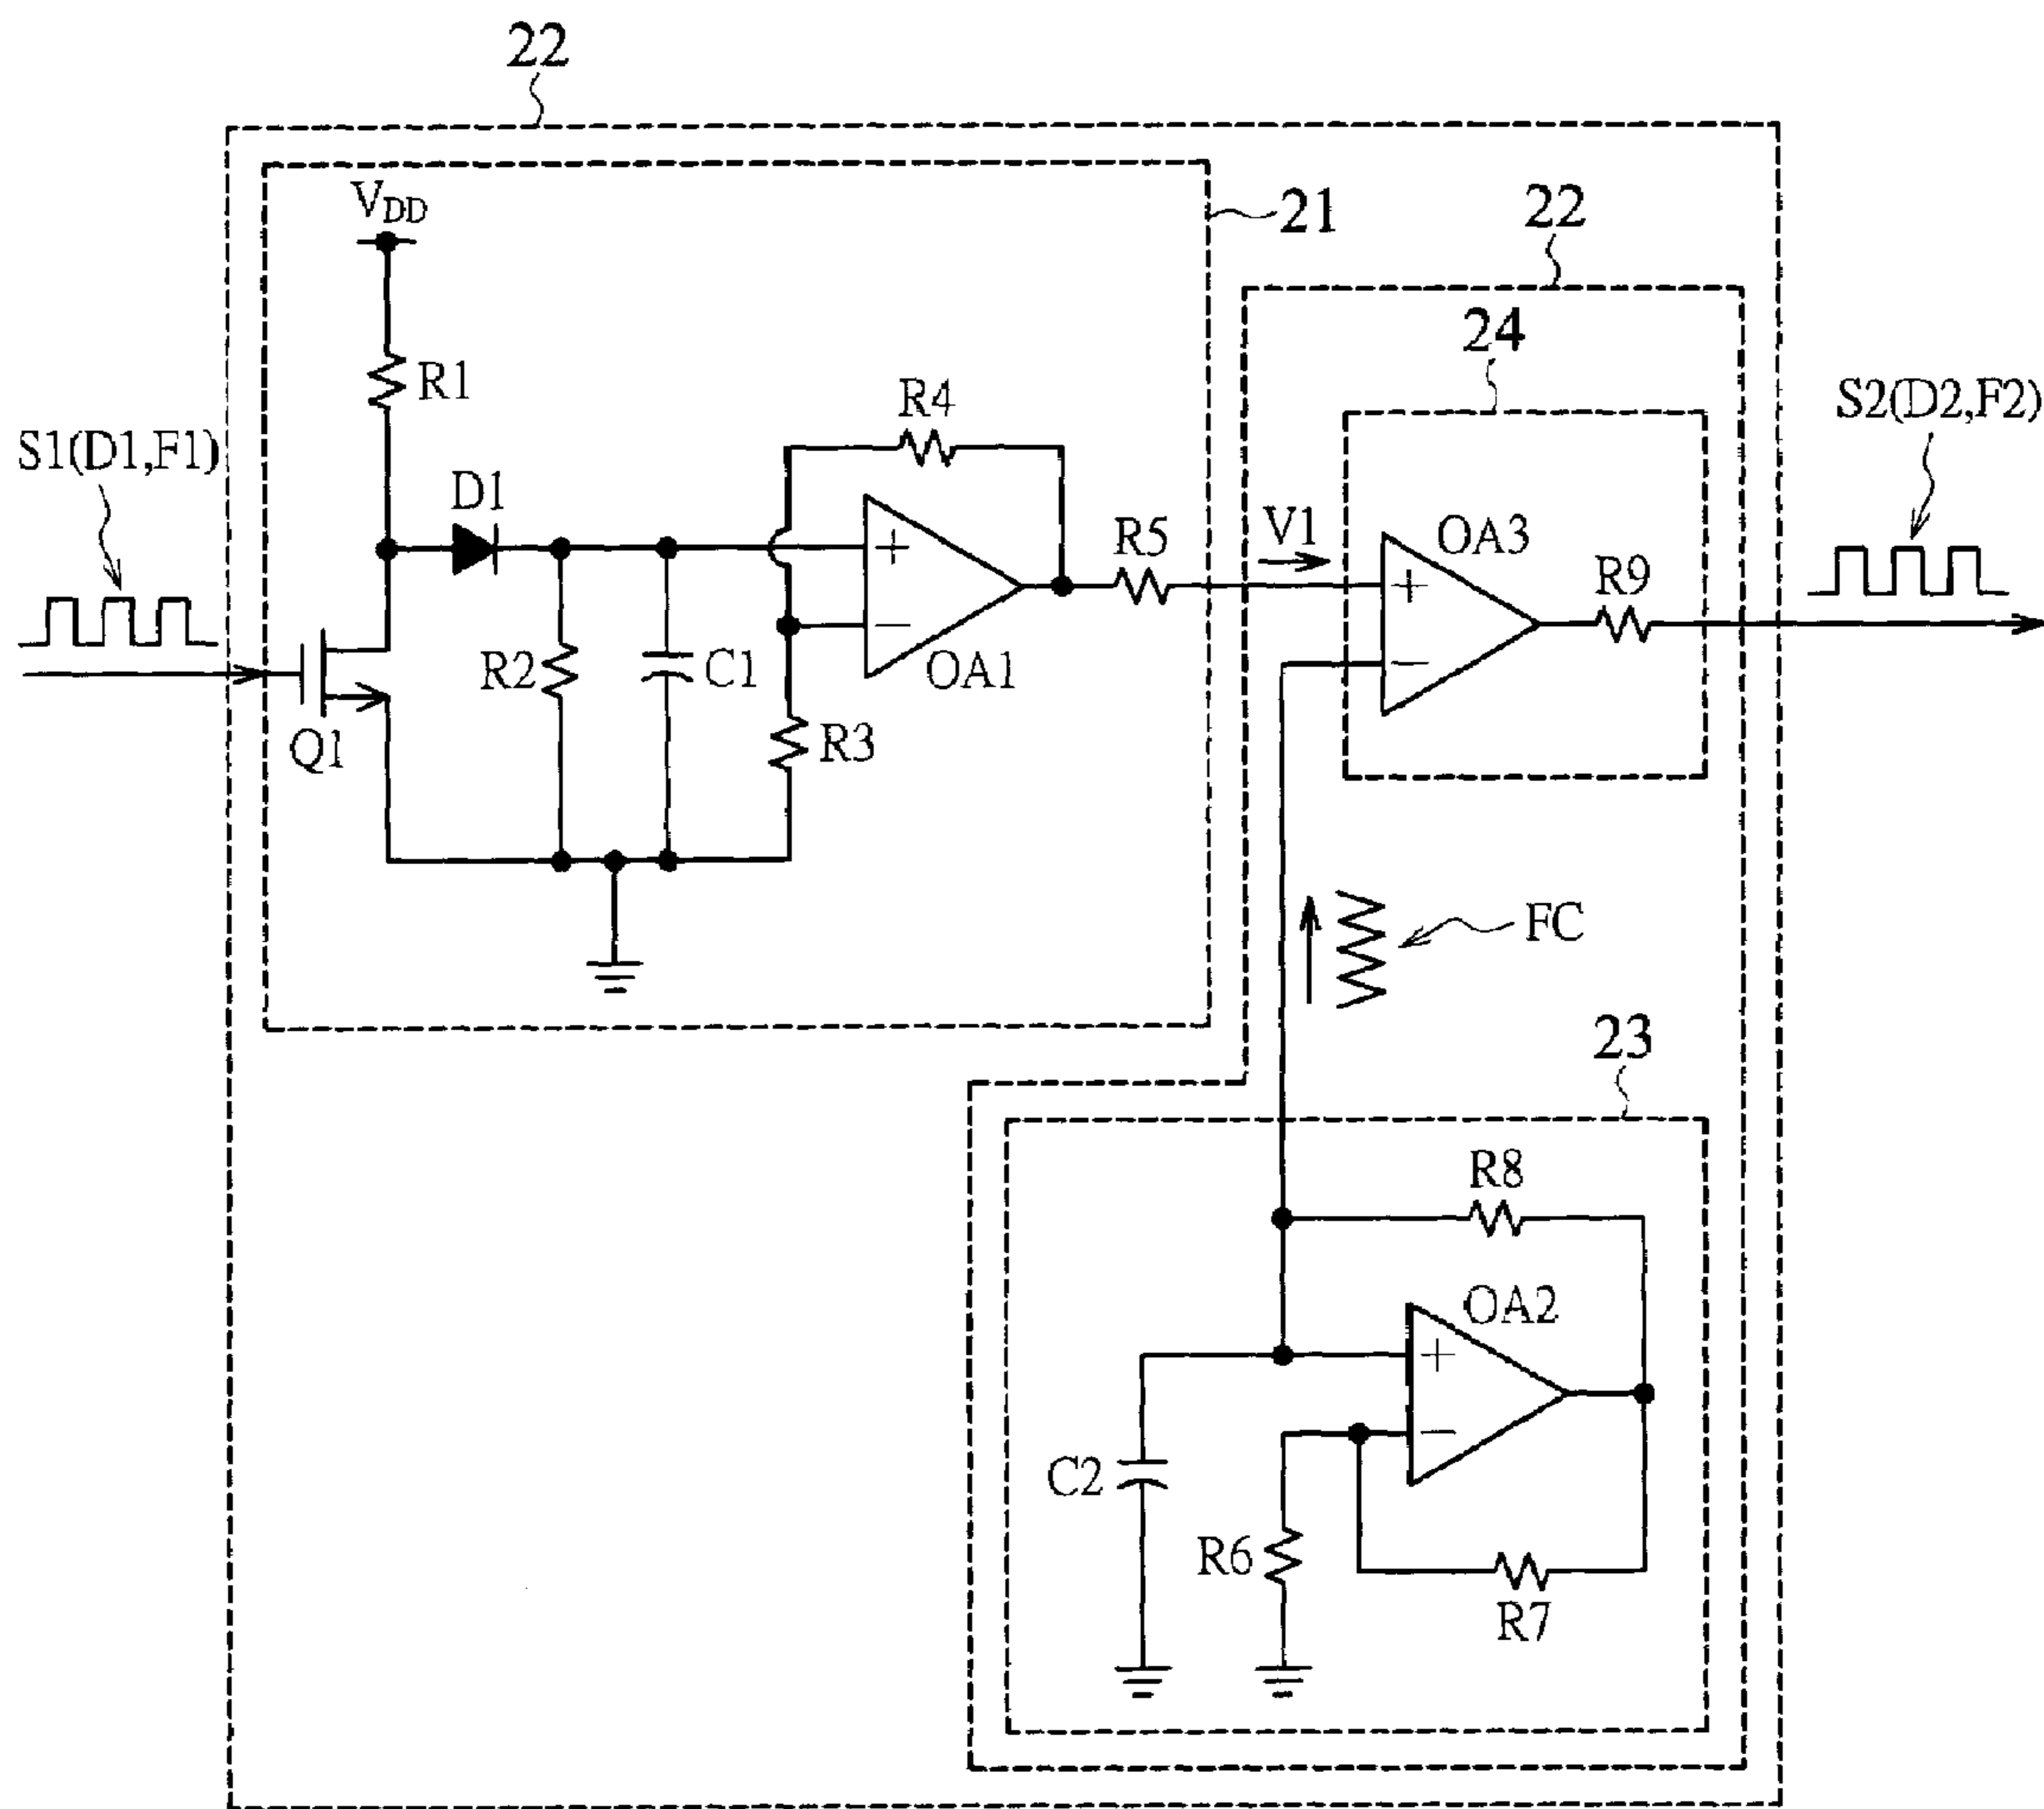 22
V_DD
21
22
24
R1
R4
S2(D2,F2)
S1(D1,F1)
D1
R5
V1
OA3
R9
+
+
−
−
R2
C1
OA1
Q1
R3
FC
23
R8
OA2
+
−
C2
R6
R7